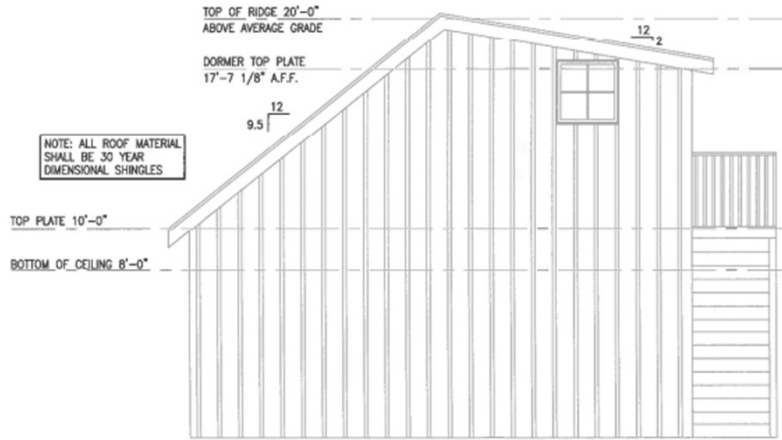 TOP OF RIDGE 20'-0"
ABOVE AVERAGE GRADE
12
2
DORMER TOP PLATE
17'-7 1/8" A.F.F.
12
9.5
NOTE: ALL ROOF MATERIAL
SHALL BE 30 YEAR
DIMENSIONAL SHINGLES
TOP PLATE 10'-0"
BOTTOM OF CEILING 8'-0"